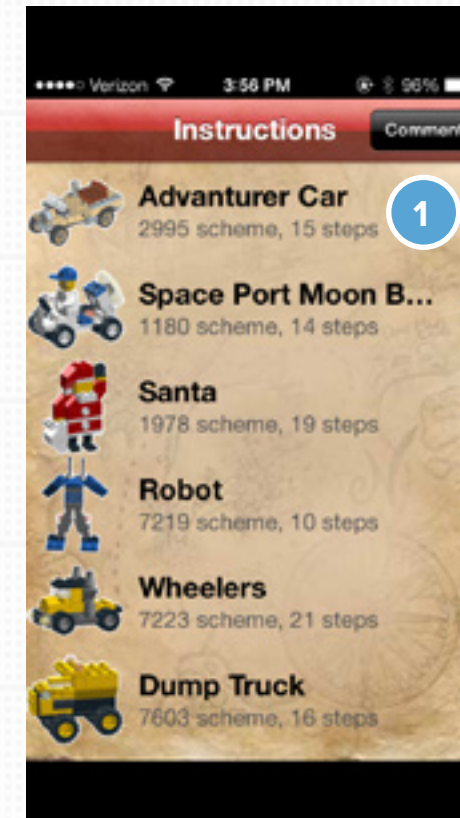 Verizon 3:56 PM 96%
Instructions
Comment
Advanturer Car
2995 scheme, 15 steps
1
Space Port Moon B...
1180 scheme, 14 steps
Santa
1978 scheme, 19 steps
Robot
7219 scheme, 10 steps
Wheelers
7223 scheme, 21 steps
Dump Truck
7603 scheme, 16 steps